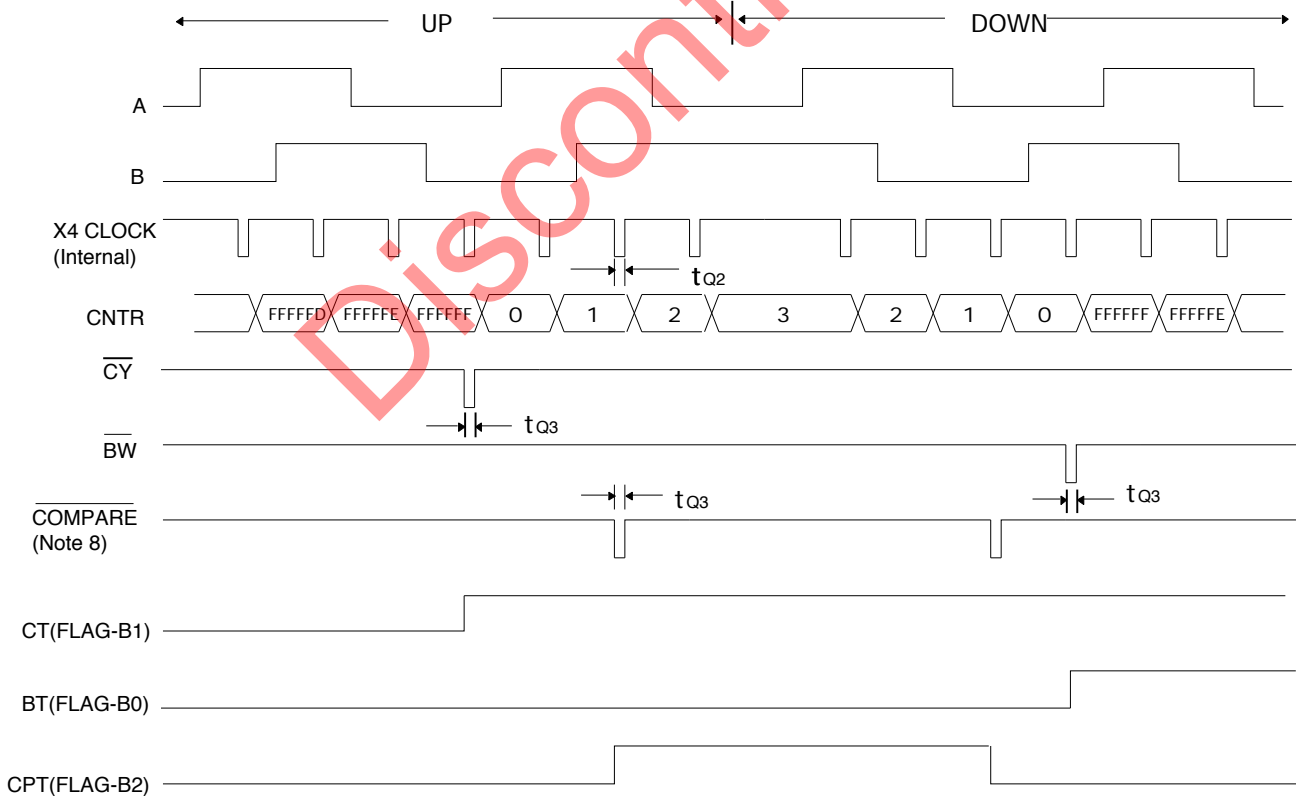 UP DOWN
A
B
X4 CLOCK
(Internal)
tQ2
CNTR FFFFFD FFFFFE FFFFFF 0 1 2 3 2 1 0 FFFFFF FFFFFE
CY
tQ3
BW
tQ3 tQ3
COMPARE
(Note 8)
CT(FLAG-B1)
BT(FLAG-B0)
CPT(FLAG-B2)
Disconti